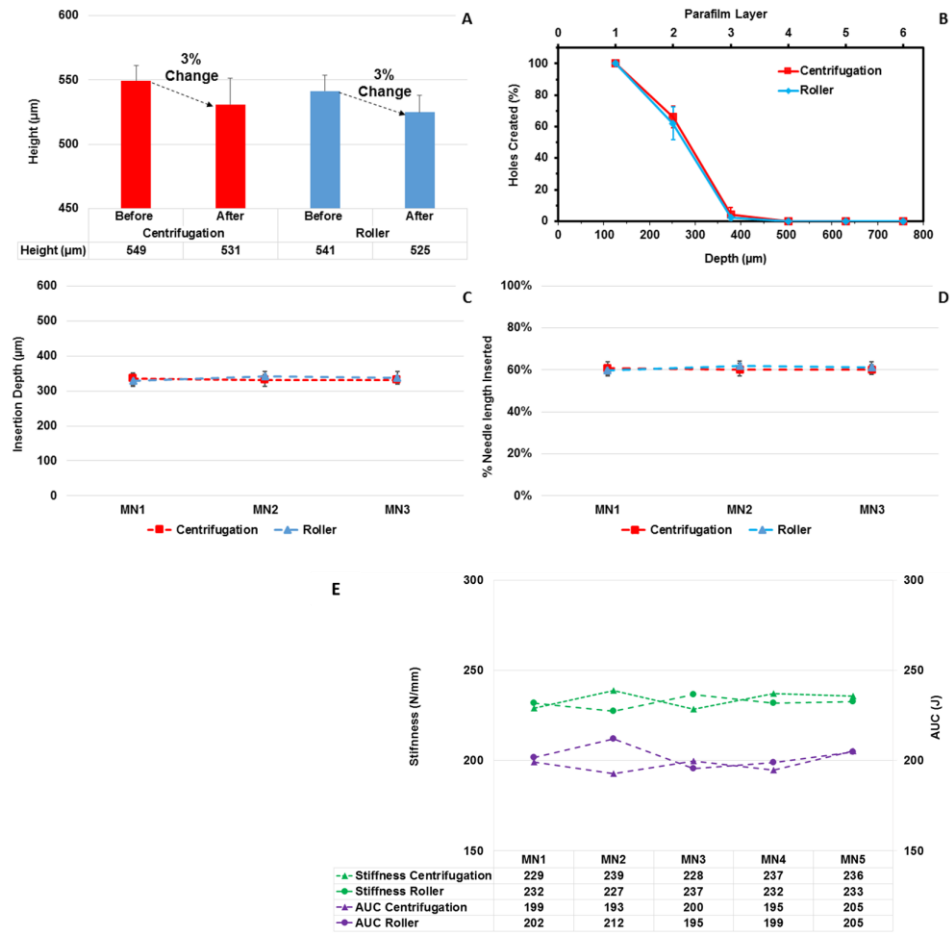 A
600
550
500
450
Height (µm)
3%
Change
3%
Change
Before After Before After
Centrifugation Roller
Height (µm) 549 531 541 525
B
Parafilm Layer
0 1 2 3 4 5 6
100
80
60
40
20
0
Holes Created (%)
Centrifugation
Roller
0 100 200 300 400 500 600 700 800
Depth (µm)
C
600
500
400
300
200
100
0
Insertion Depth (µm)
MN1 MN2 MN3
Centrifugation Roller
D
100%
80%
60%
40%
20%
0%
% Needle length Inserted
MN1 MN2 MN3
Centrifugation Roller
E
300
250
200
150
Stifnness (N/mm)
300
250
200
150
AUC (J)
MN1 MN2 MN3 MN4 MN5
Stiffness Centrifugation 229 239 228 237 236
Stiffness Roller 232 227 237 232 233
AUC Centrifugation 199 193 200 195 205
AUC Roller 202 212 195 199 205